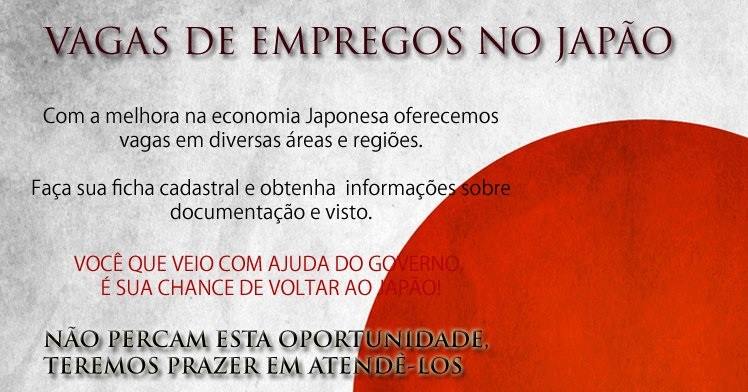 VAGAS DE EMPREGOS NO JAPÃO
Com a melhora na economia Japonesa oferecemos
vagas em diversas áreas e regiões.
Faça sua ficha cadastral e obtenha informações sobre
documentação e visto.
VOCÊ QUE VEIO COM AJUDA DO GOVERNO,
É SUA CHANCE DE VOLTAR AO JAPÃO!
NÃO PERCAM ESTA OPORTUNIDADE,
TEREMOS PRAZER EM ATENDÊ-LOS